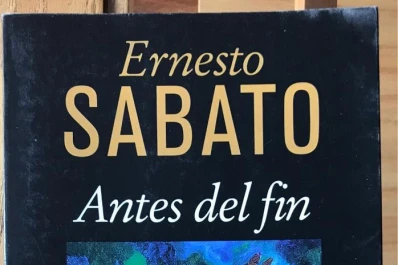 Ernesto
SABATO
Antes del fin